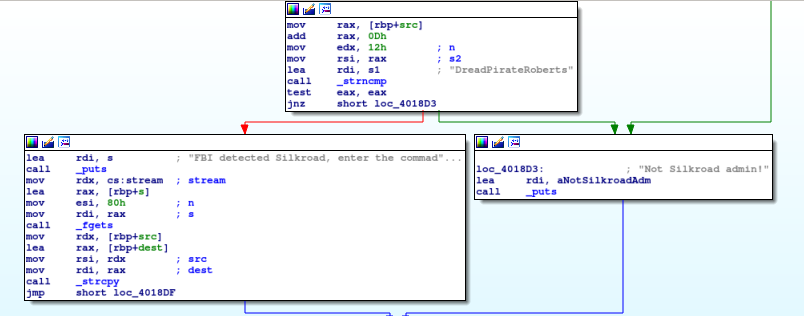 mov rax, [rbp+src]
add rax, 0Dh
mov edx, 12h ; n
mov rsi, rax ; s2
lea rdi, s1 ; "DreadPirateRoberts"
call _strncmp
test eax, eax
jnz short loc_4018D3
lea rdi, s ; "FBI detected Silkroad, enter the commad"...
call _puts
mov rdx, cs:stream ; stream
lea rax, [rbp+s]
mov esi, 80h ; n
mov rdi, rax ; s
call _fgets
mov rdx, [rbp+src]
lea rax, [rbp+dest]
mov rsi, rdx ; src
mov rdi, rax ; dest
call _strcpy
jmp short loc_4018DF
loc_4018D3: ; "Not Silkroad admin!"
lea rdi, aNotSilkroadAdm
call _puts